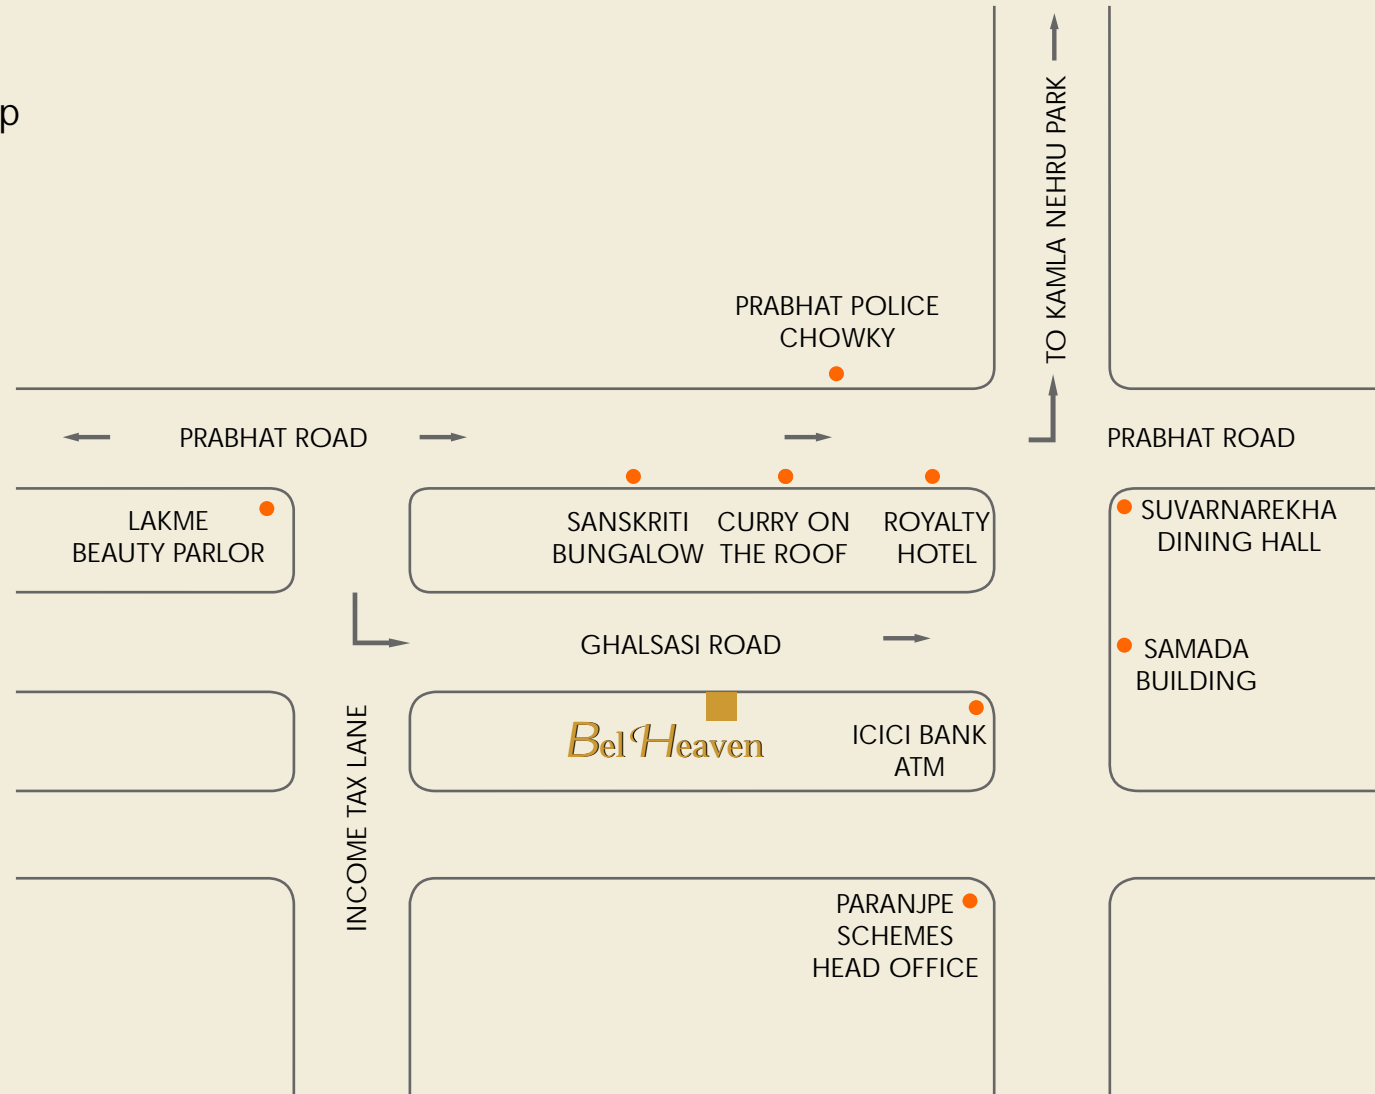 p
TO KAMLA NEHRU PARK
PRABHAT POLICE
CHOWKY
PRABHAT ROAD
PRABHAT ROAD
LAKME
BEAUTY PARLOR
SANSKRITI
BUNGALOW
CURRY ON
THE ROOF
ROYALTY
HOTEL
SUVARNAREKHA
DINING HALL
GHALSASI ROAD
SAMADA
BUILDING
INCOME TAX LANE
Bel Heaven
ICICI BANK
ATM
PARANJPE
SCHEMES
HEAD OFFICE